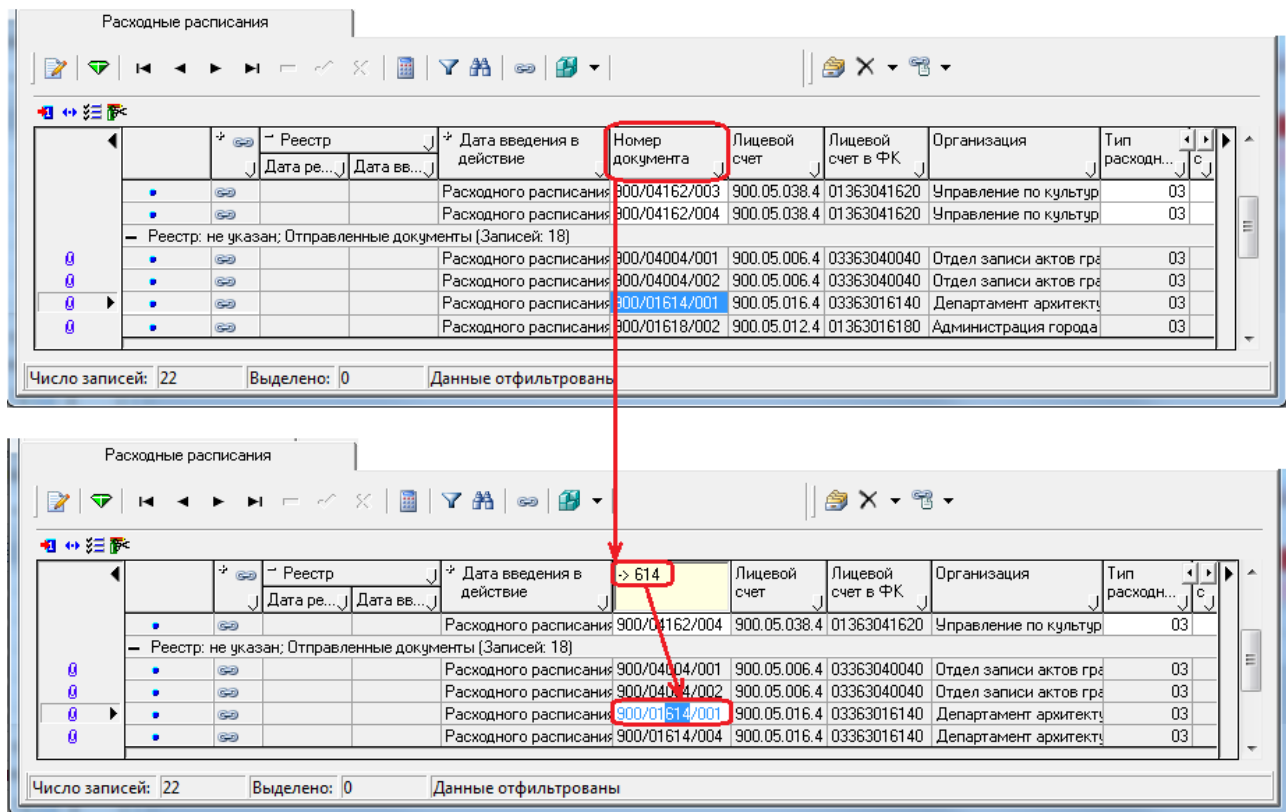 Расходные расписания
Реестр Дата введения в Номер Лицевой Лицевой Организация Тип
Дата ре... Дата вв... действие документа счет счет в ФК расходн... с
Расходного расписания 900/04162/003 900.05.038.4 01363041620 Управление по культур 03
Расходного расписания 900/04162/004 900.05.038.4 01363041620 Управление по культур 03
Реестр: не указан; Отправленные документы (Записей: 18)
Расходного расписания 900/04004/001 900.05.006.4 03363040040 Отдел записи актов гра 03
Расходного расписания 900/04004/002 900.05.006.4 03363040040 Отдел записи актов гра 03
Расходного расписания 900/01614/001 900.05.016.4 03363016140 Департамент архитекту 03
Расходного расписания 900/01618/002 900.05.012.4 01363016180 Администрация города 03
Число записей: 22 Выделено: 0 Данные отфильтрованы
Расходные расписания
Реестр Дата введения в -> 614 Лицевой Лицевой Организация Тип
Дата ре... Дата вв... действие счет счет в ФК расходн... с
Расходного расписания 900/04162/004 900.05.038.4 01363041620 Управление по культур 03
Реестр: не указан; Отправленные документы (Записей: 18)
Расходного расписания 900/04004/001 900.05.006.4 03363040040 Отдел записи актов гра 03
Расходного расписания 900/04004/002 900.05.006.4 03363040040 Отдел записи актов гра 03
Расходного расписания 900/01614/001 900.05.016.4 03363016140 Департамент архитекту 03
Расходного расписания 900/01614/004 900.05.016.4 03363016140 Департамент архитекту 03
Число записей: 22 Выделено: 0 Данные отфильтрованы